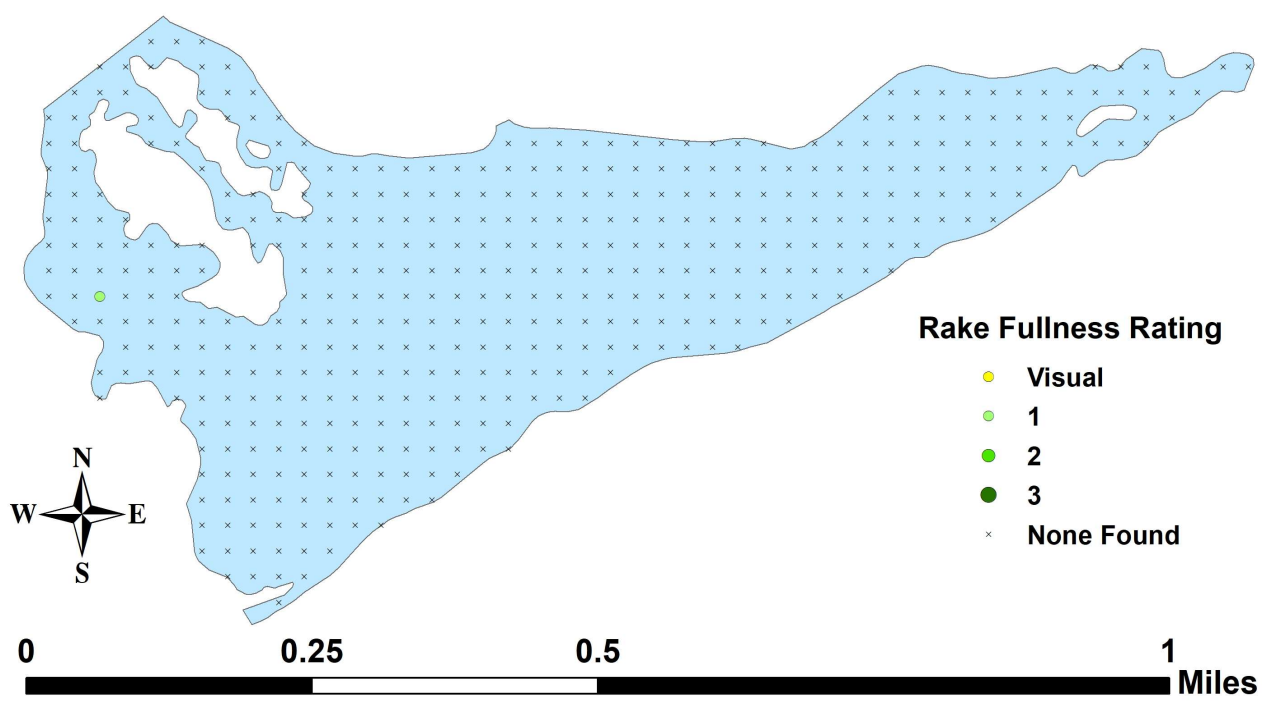 Rake Fullness Rating
Visual
1
2
3
None Found
N
W E
S
0 0.25 0.5 1
Miles